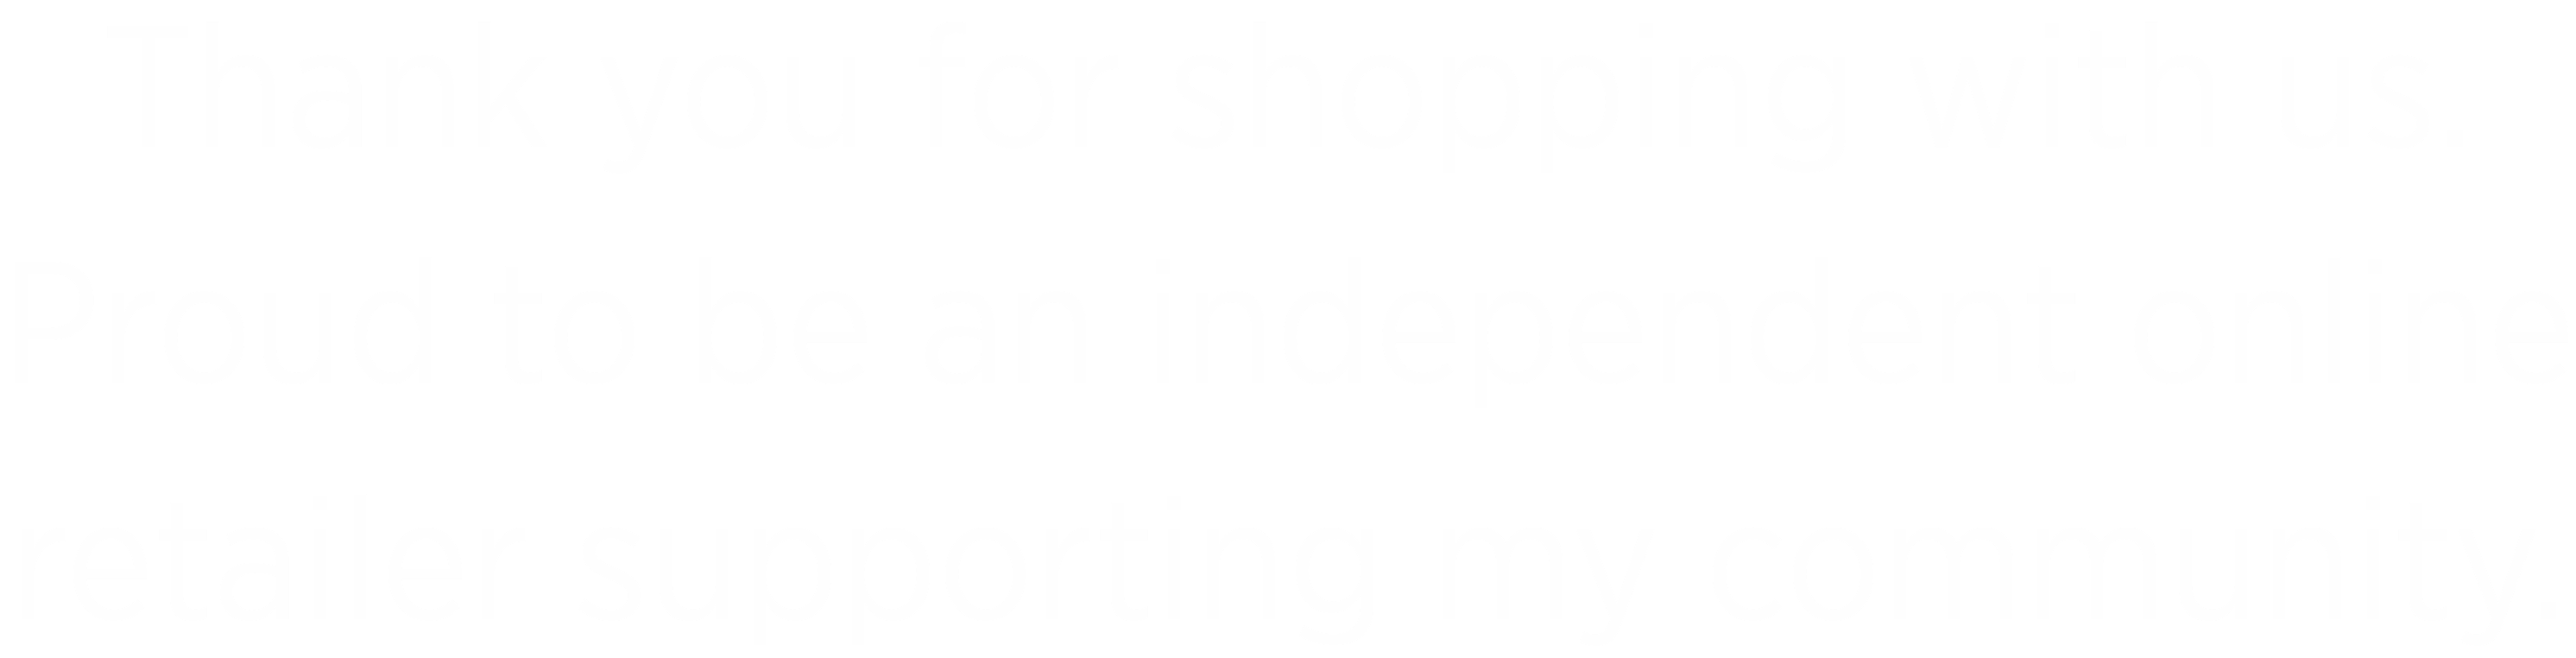 Thank you for shopping with us.
Proud to be an independent online
retailer supporting my community.